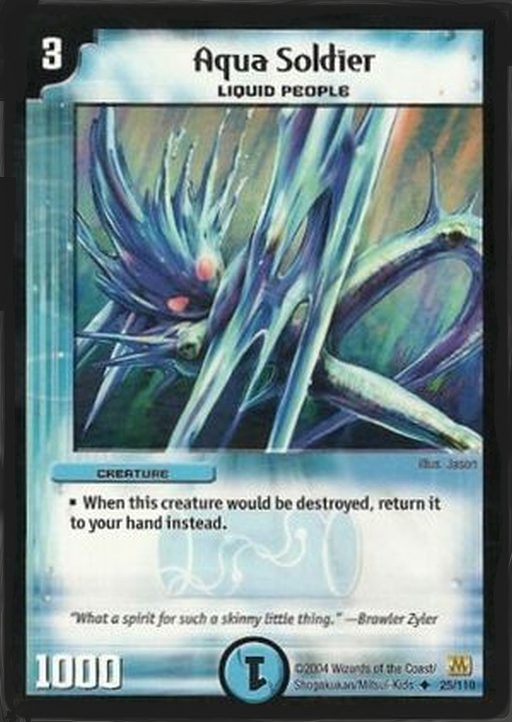 3
Aqua Soldier
LIQUID PEOPLE
illus. Jason
CREATURE
▪ When this creature would be destroyed, return it
to your hand instead.
"What a spirit for such a skinny little thing." —Brawler Zyler
1000
1
©2004 Wizards of the Coast/
Shogakukan/Mitsui-Kids ✦ 25/110
M